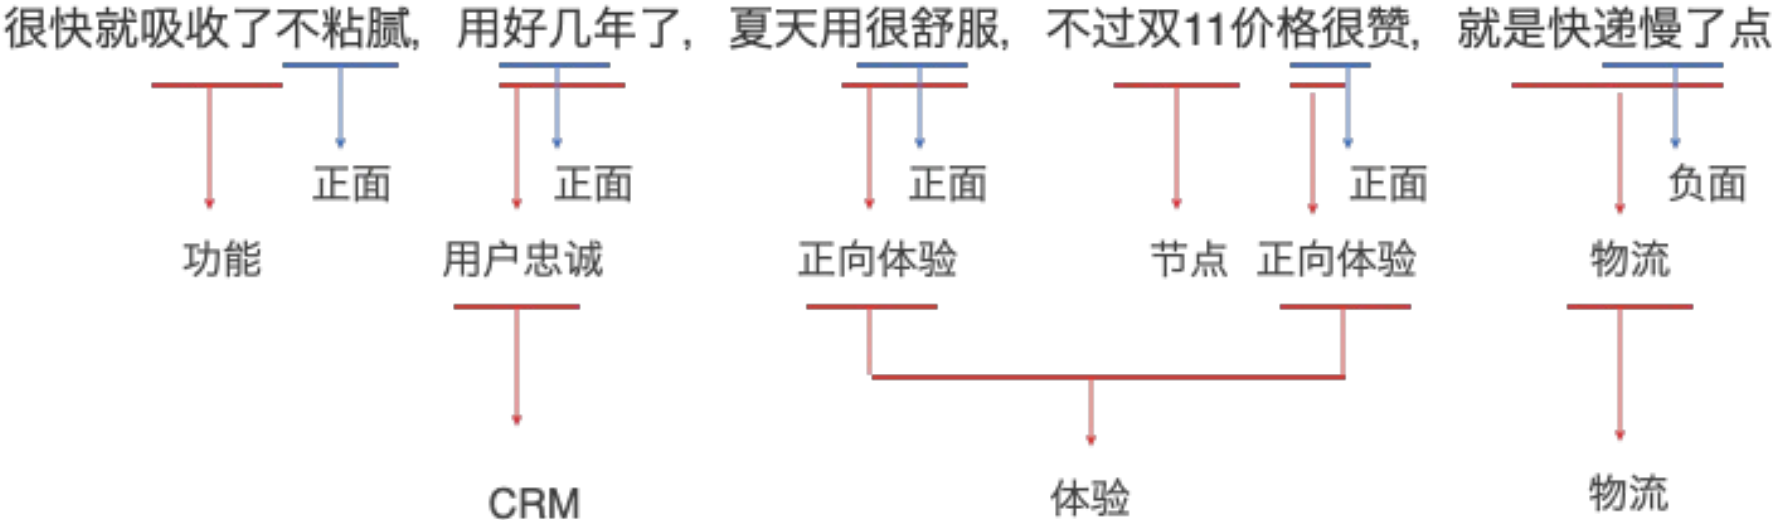 很快就吸收了不粘腻, 用好几年了, 夏天用很舒服, 不过双11价格很赞, 就是快递慢了点
正面 正面 正面 正面 负面
功能 用户忠诚 正向体验 节点 正向体验 物流
CRM 体验 物流